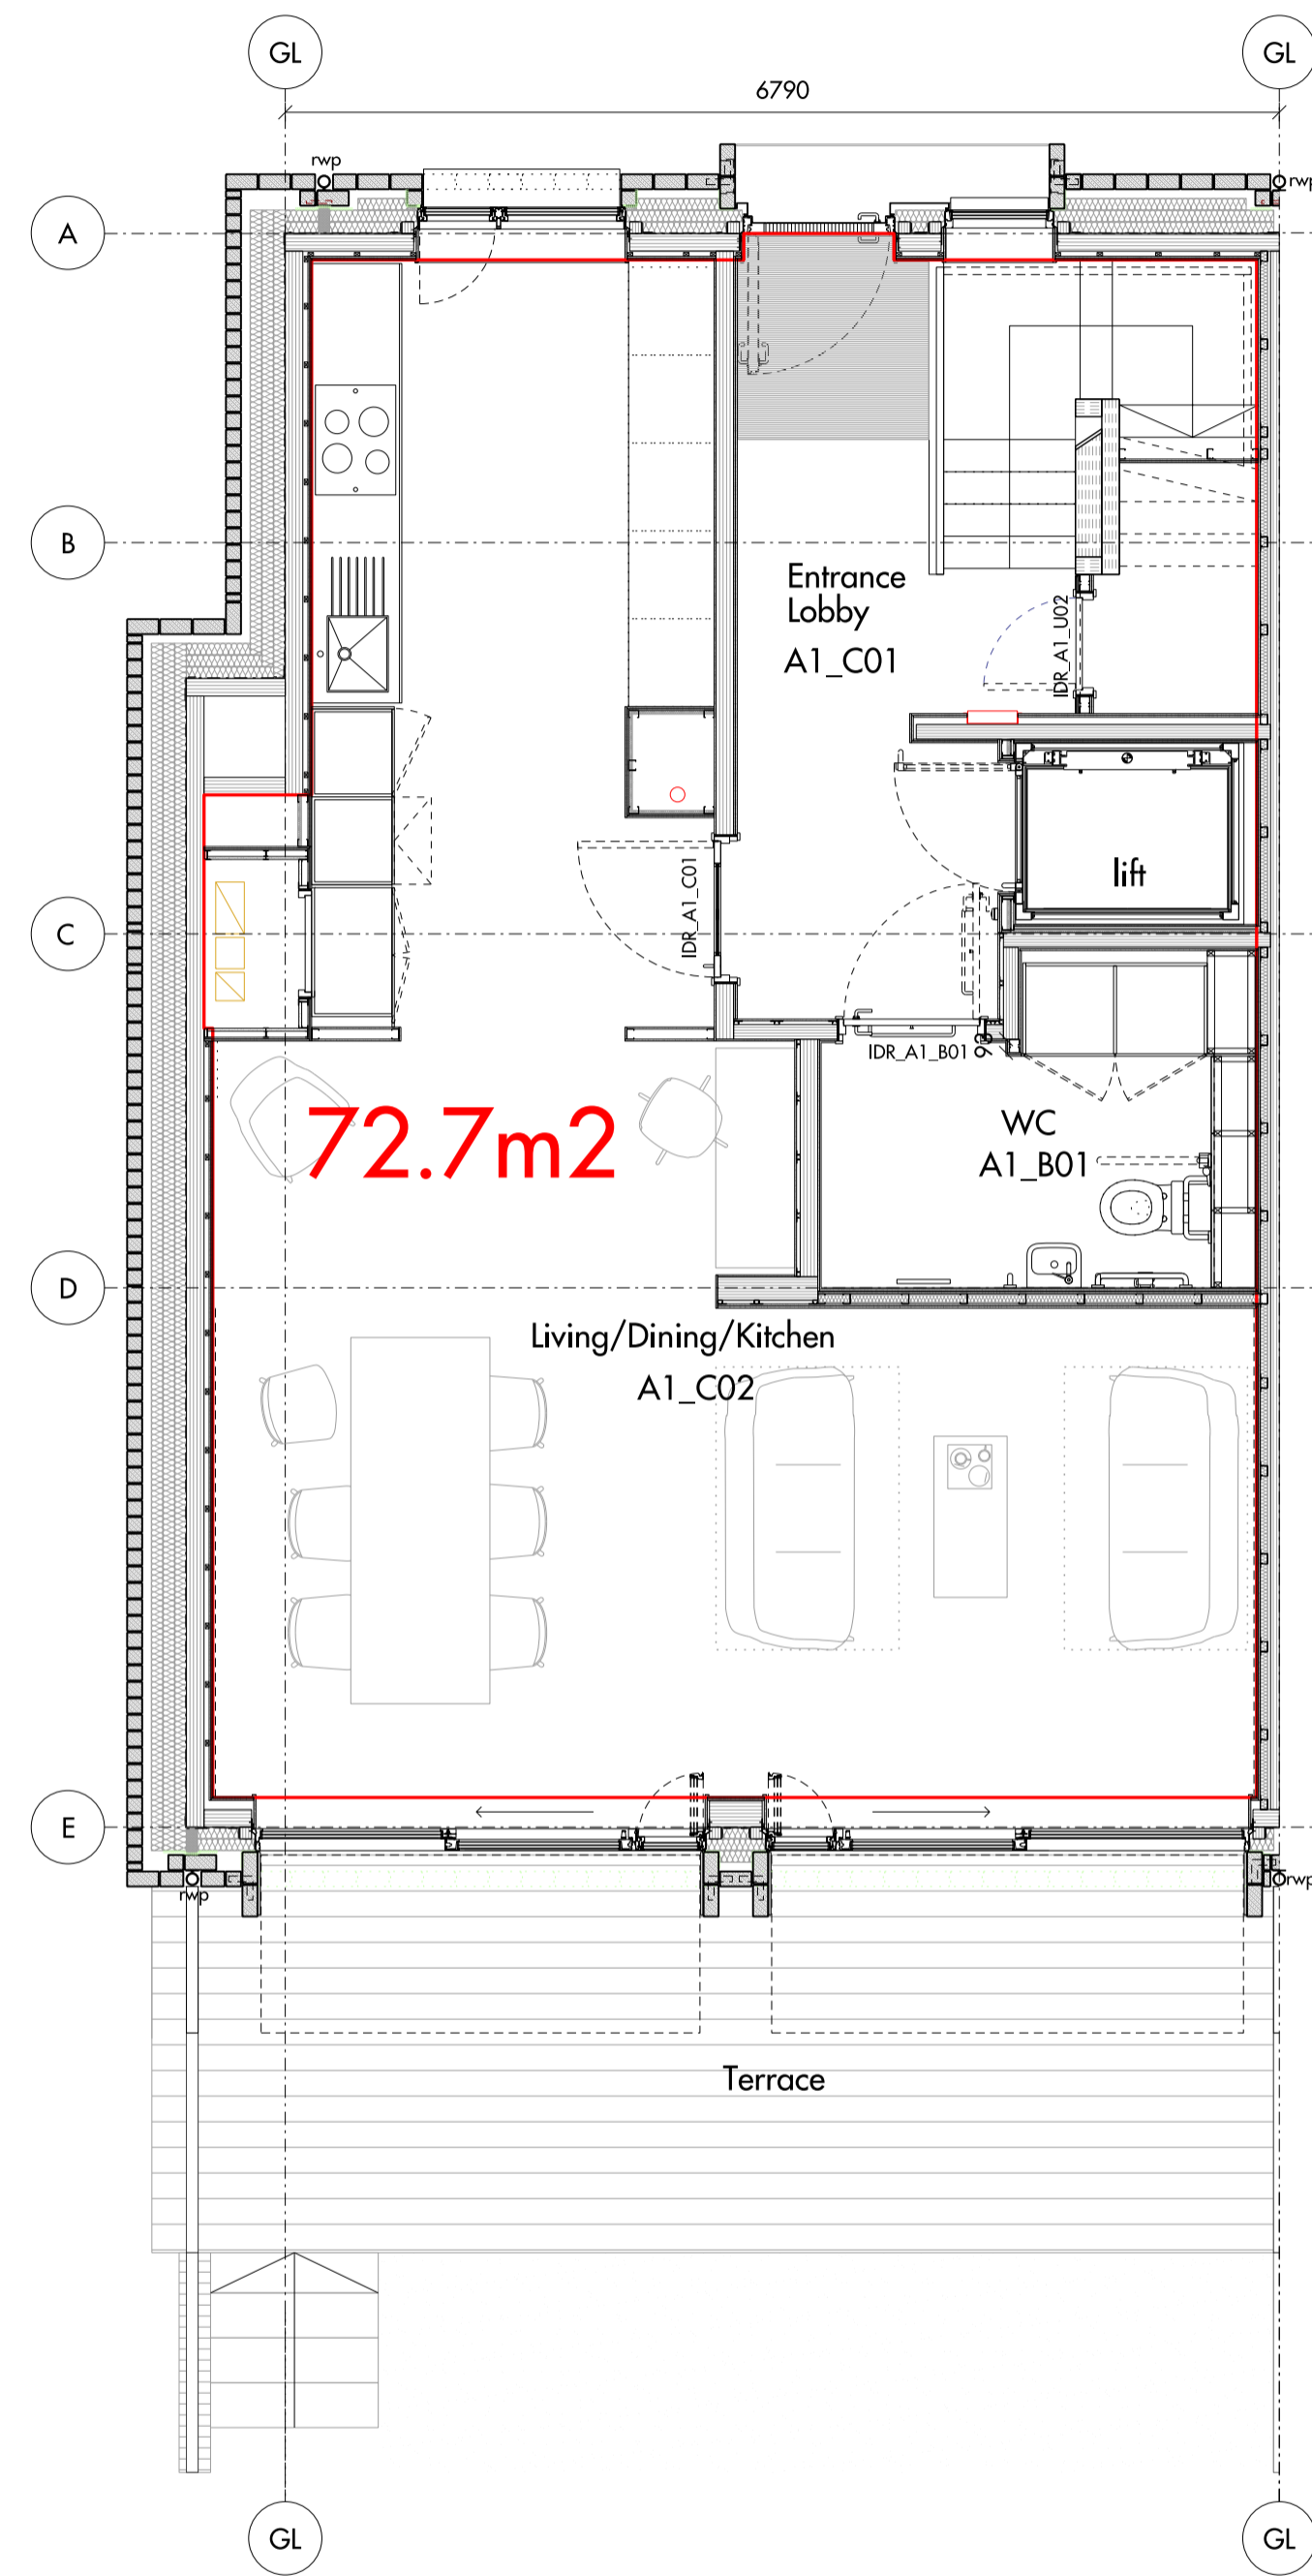 GL
GL
6790
rwp
rwp
A
B
Entrance
Lobby
A1_C01
IDR_A1_U02
lift
IDR_A1_C01
C
IDR_A1_B01
72.7m2
WC
A1_B01
D
Living/Dining/Kitchen
A1_C02
E
rwp
rwp
Terrace
GL
GL